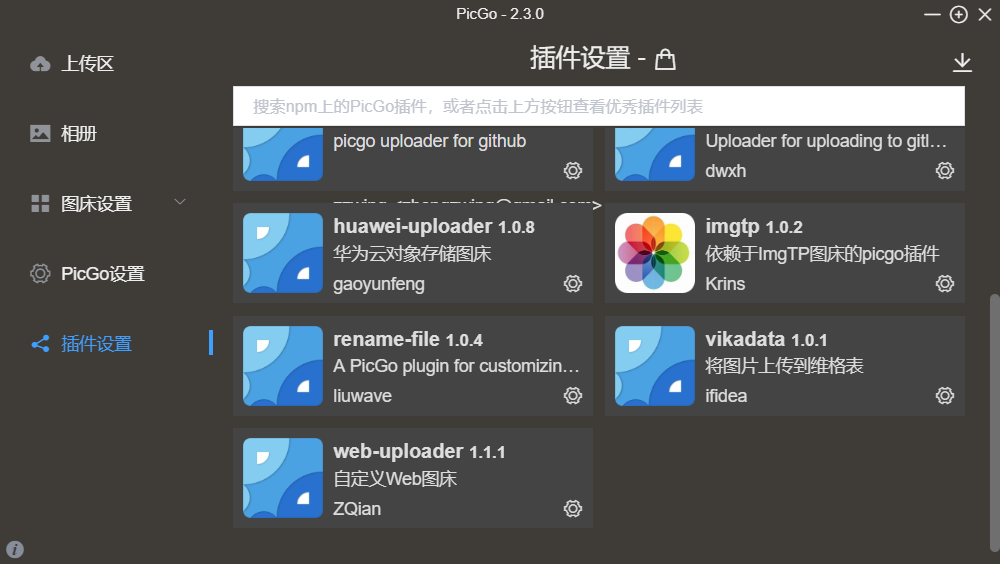 PicGo - 2.3.0
上传区
相册
图床设置
PicGo设置
插件设置
插件设置 -
搜索npm上的PicGo插件，或者点击上方按钮查看优秀插件列表
picgo uploader for github
Uploader for uploading to gitl…
dwxh
huawei-uploader 1.0.8
华为云对象存储图床
gaoyunfeng
imgtp 1.0.2
依赖于ImgTP图床的picgo插件
Krins
rename-file 1.0.4
A PicGo plugin for customizin…
liuwave
vikadata 1.0.1
将图片上传到维格表
ifidea
web-uploader 1.1.1
自定义Web图床
ZQian